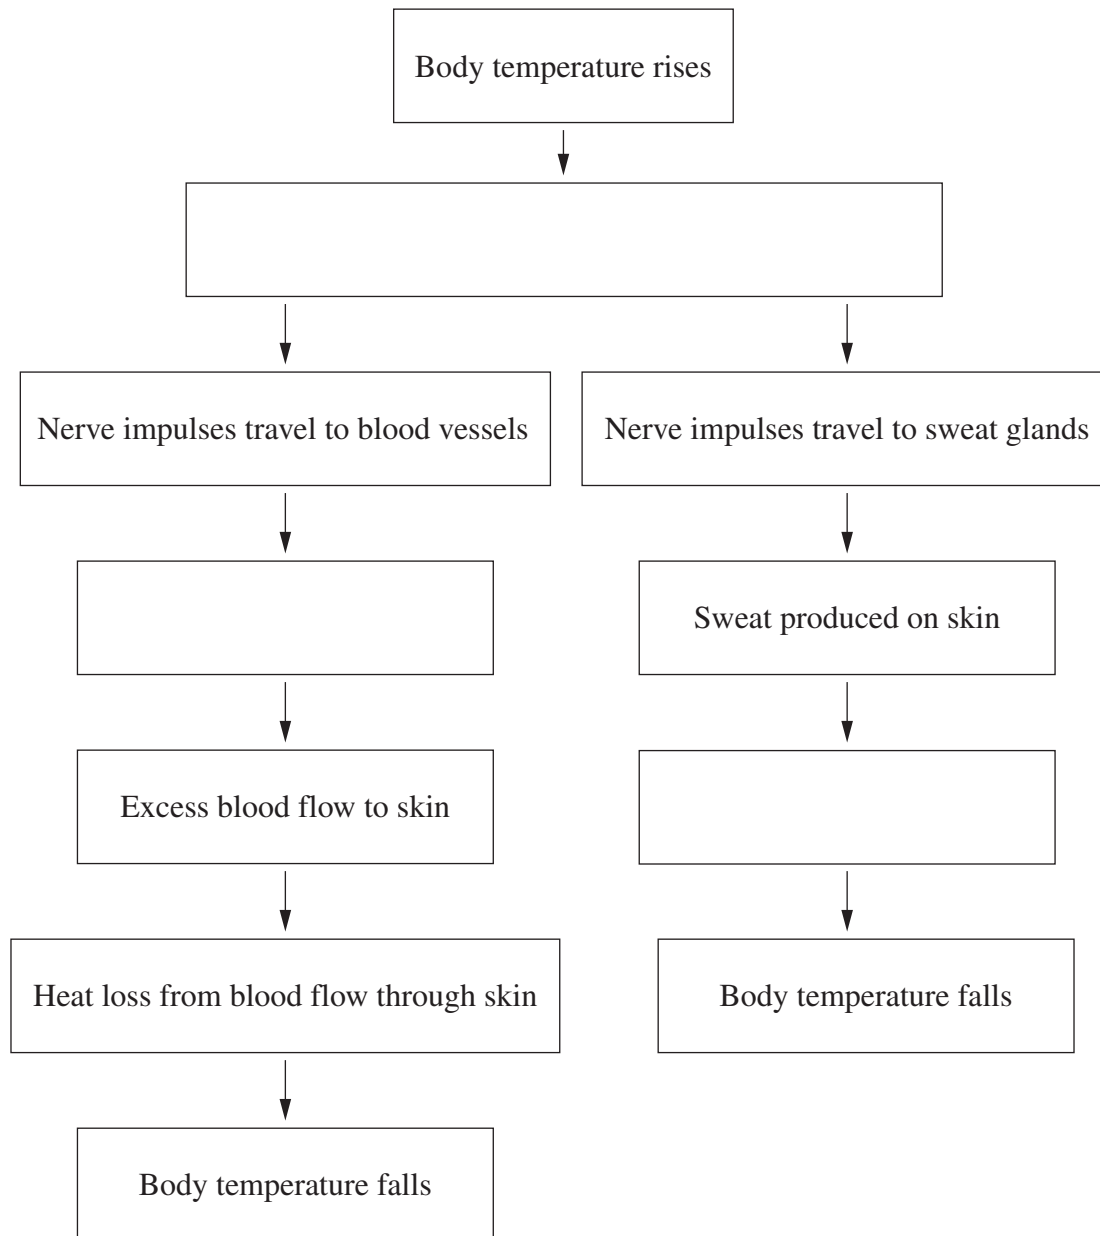 Body temperature rises
Nerve impulses travel to blood vessels
Nerve impulses travel to sweat glands
Sweat produced on skin
Excess blood flow to skin
Heat loss from blood flow through skin
Body temperature falls
Body temperature falls